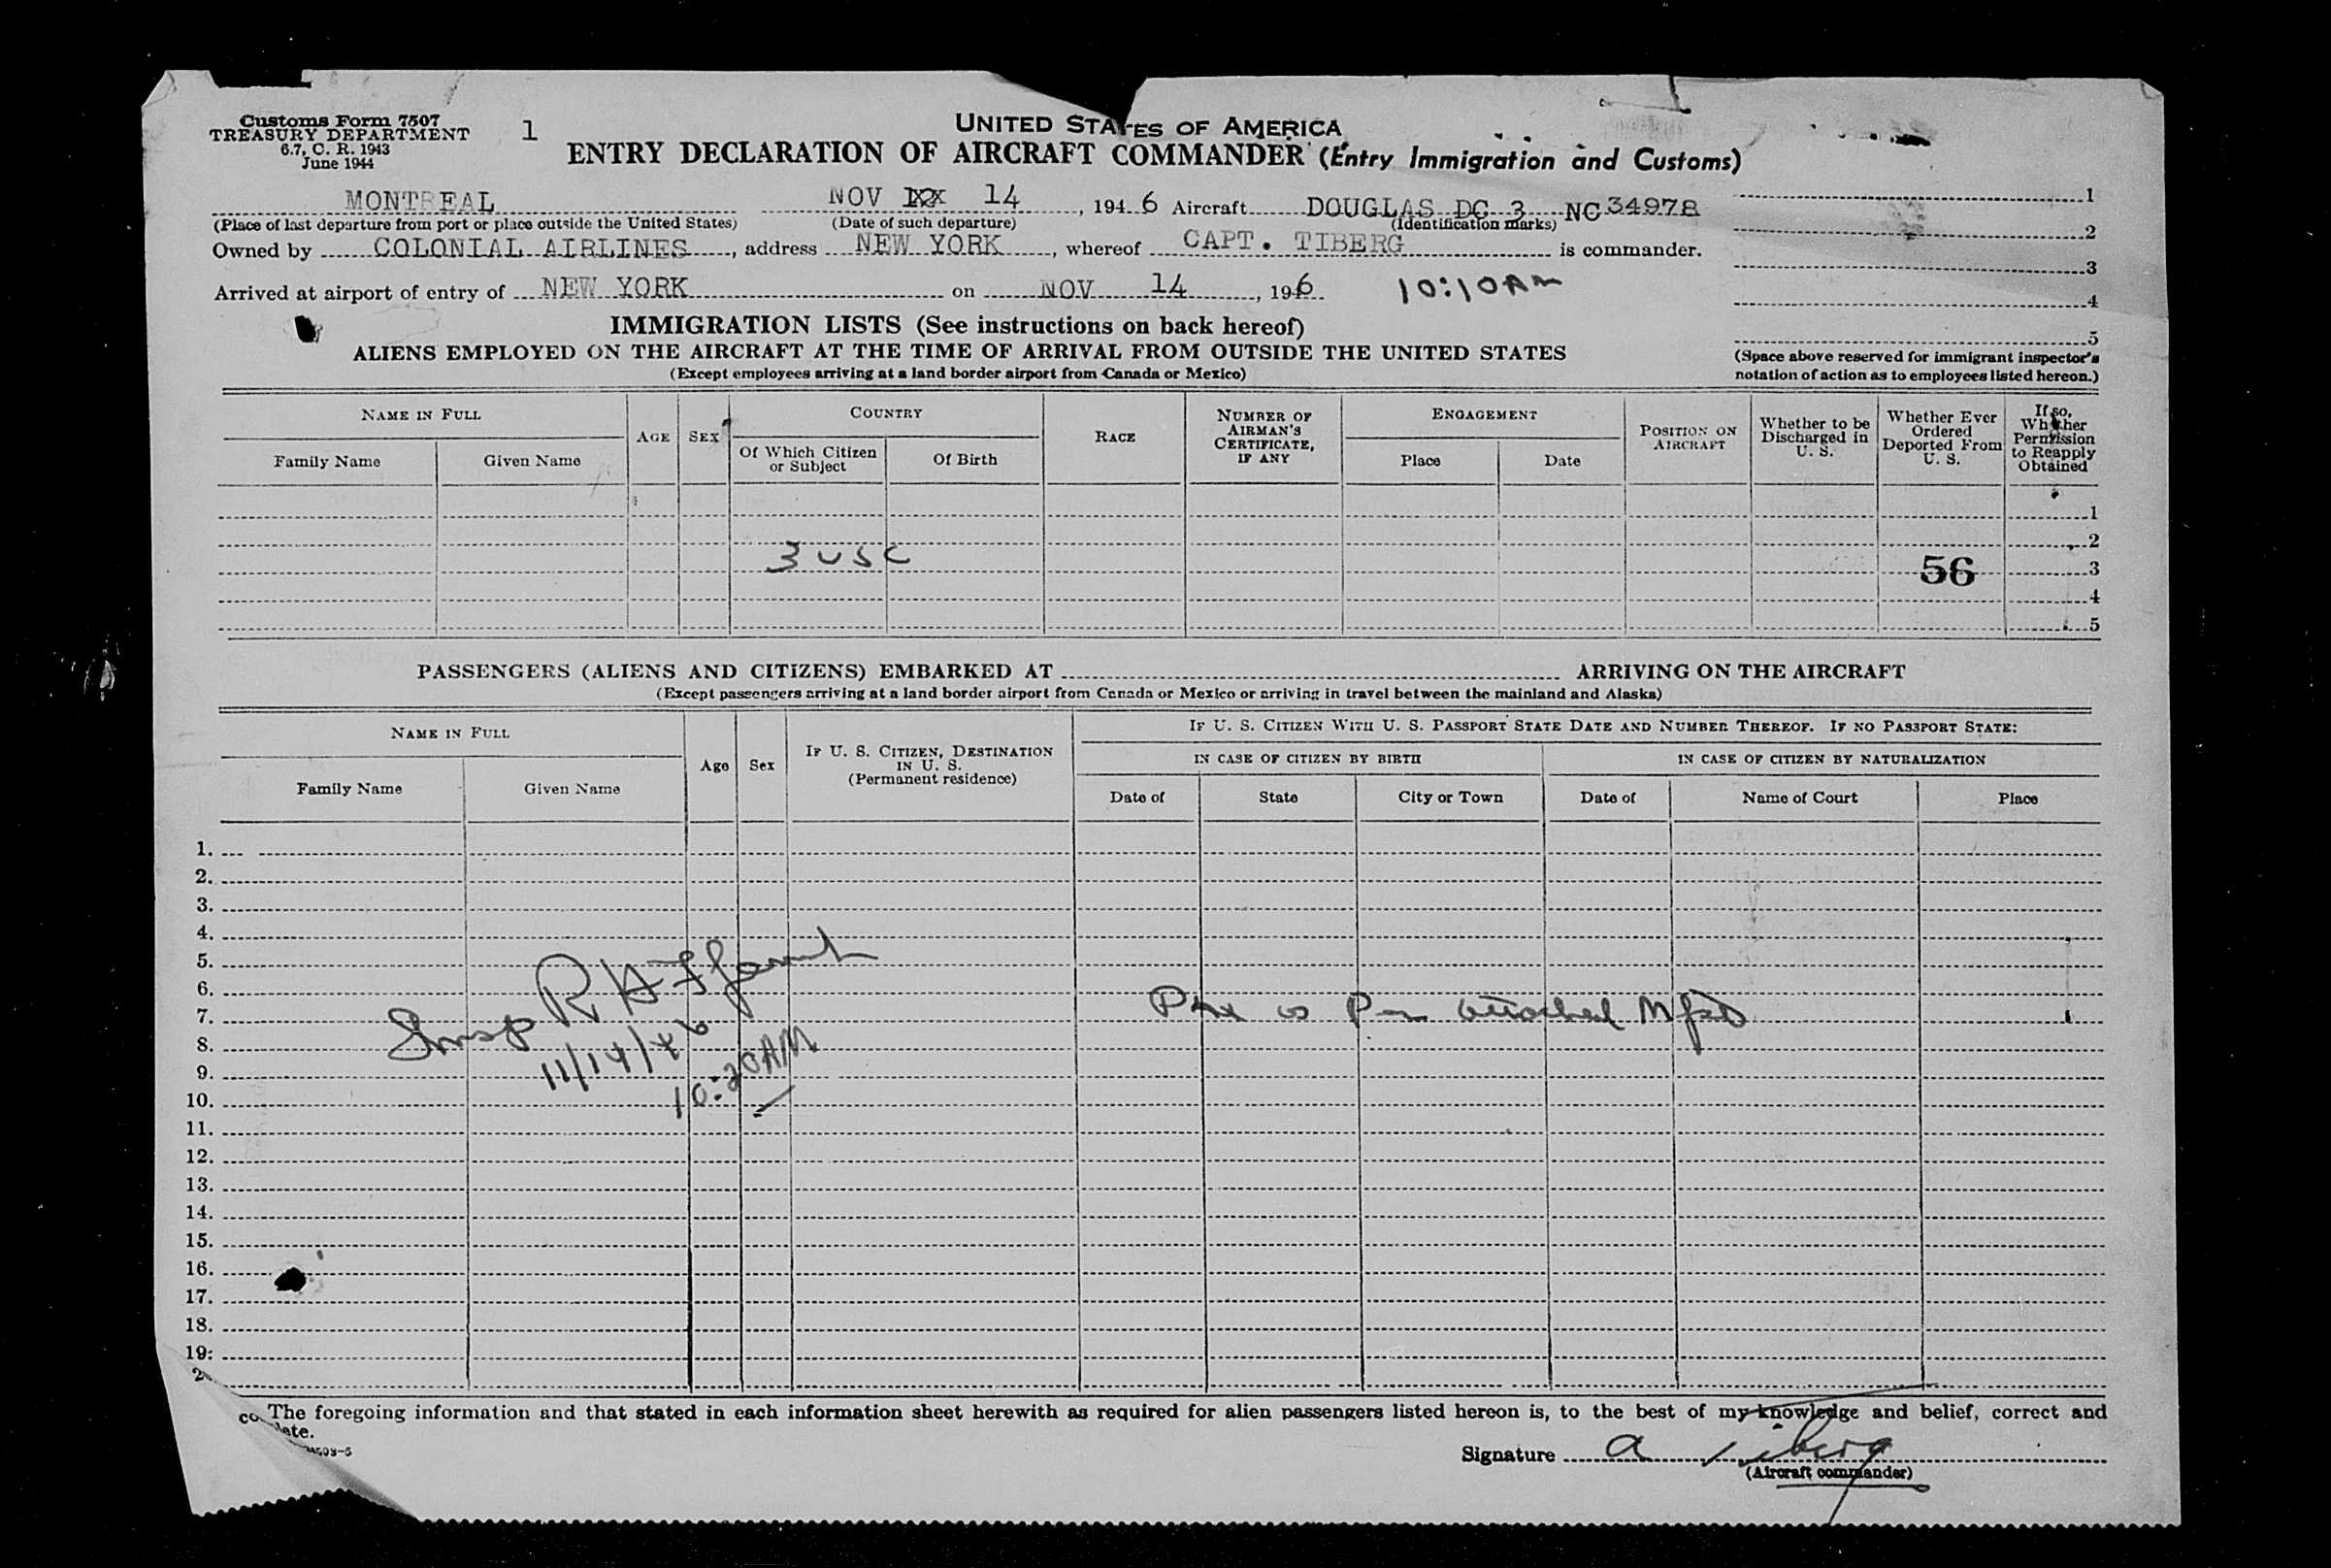 Customs Form 7507
TREASURY DEPARTMENT
6.7, C. R. 1943
June 1944
1
UNITED STATES OF AMERICA
ENTRY DECLARATION OF AIRCRAFT COMMANDER (Entry Immigration and Customs)
MONTREAL NOV 14, 1946 Aircraft DOUGLAS DC 3 NC 34978
(Place of last departure from port or place outside the United States) (Date of such departure) (Identification marks)
Owned by COLONIAL AIRLINES, address NEW YORK, whereof CAPT. TIBERG is commander.
Arrived at airport of entry of NEW YORK on NOV 14, 1946 10:10AM
1
2
3
4
5
(Space above reserved for immigrant inspector's
notation of action as to employees listed hereon.)
IMMIGRATION LISTS (See instructions on back hereof)
ALIENS EMPLOYED ON THE AIRCRAFT AT THE TIME OF ARRIVAL FROM OUTSIDE THE UNITED STATES
(Except employees arriving at a land border airport from Canada or Mexico)
NAME IN FULL
Family Name
Given Name
AGE
SEX
COUNTRY
Of Which Citizen
or Subject
Of Birth
RACE
NUMBER OF
AIRMAN'S
CERTIFICATE,
IF ANY
ENGAGEMENT
Place
Date
POSITION ON
AIRCRAFT
Whether to be
Discharged in
U. S.
Whether Ever
Ordered
Deported From
U. S.
If so,
Whether
Permission
to Reapply
Obtained
1
2
3 USC
56
3
4
5
PASSENGERS (ALIENS AND CITIZENS) EMBARKED AT ARRIVING ON THE AIRCRAFT
(Except passengers arriving at a land border airport from Canada or Mexico or arriving in travel between the mainland and Alaska)
NAME IN FULL
Family Name
Given Name
Age
Sex
IF U. S. CITIZEN, DESTINATION
IN U. S.
(Permanent residence)
IF U. S. CITIZEN WITH U. S. PASSPORT STATE DATE AND NUMBER THEREOF. IF NO PASSPORT STATE:
IN CASE OF CITIZEN BY BIRTH
IN CASE OF CITIZEN BY NATURALIZATION
Date of
State
City or Town
Date of
Name of Court
Place
1.
2.
3.
4.
5.
6.
7.
8.
9.
10.
11.
12.
13.
14.
15.
16.
17.
18.
19.
2
Insp R H
11/14/46
10:20AM
attached
The foregoing information and that stated in each information sheet herewith as required for alien passengers listed hereon is, to the best of my knowledge and belief, correct and
Signature A Tiberg
(Aircraft commander)